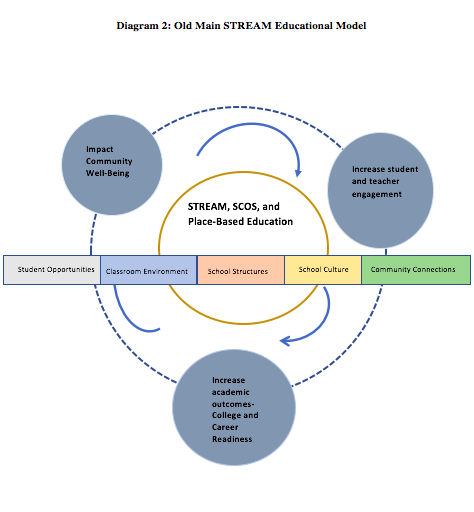 Diagram 2: Old Main STREAM Educational Model
Impact
Community
Well-Being
Increase student
and teacher
engagement
STREAM, SCOS, and
Place-Based Education
Student Opportunities
Classroom Environment
School Structures
School Culture
Community Connections
Increase
academic
outcomes-
College and
Career
Readiness